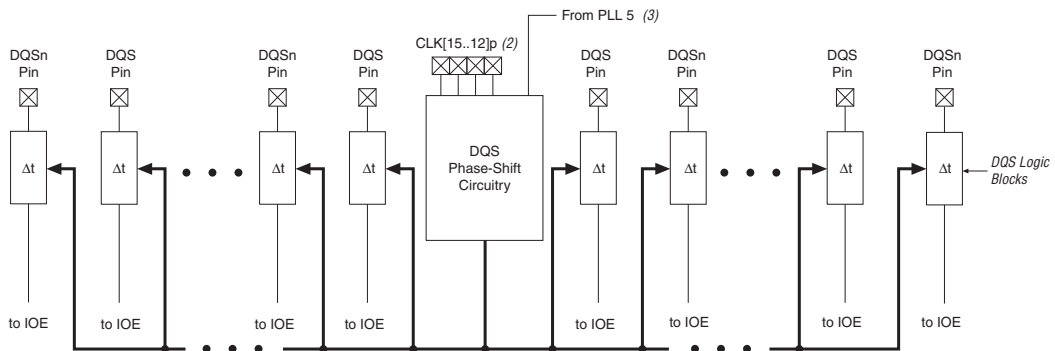 From PLL 5 (3)
CLK[15..12]p (2)
DQSn
Pin
DQS
Pin
DQSn
Pin
DQS
Pin
DQS
Pin
DQSn
Pin
DQS
Pin
DQSn
Pin
Δt
Δt
Δt
Δt
DQS
Phase-Shift
Circuitry
Δt
Δt
Δt
Δt
DQS Logic
Blocks
to IOE
to IOE
to IOE
to IOE
to IOE
to IOE
to IOE
to IOE